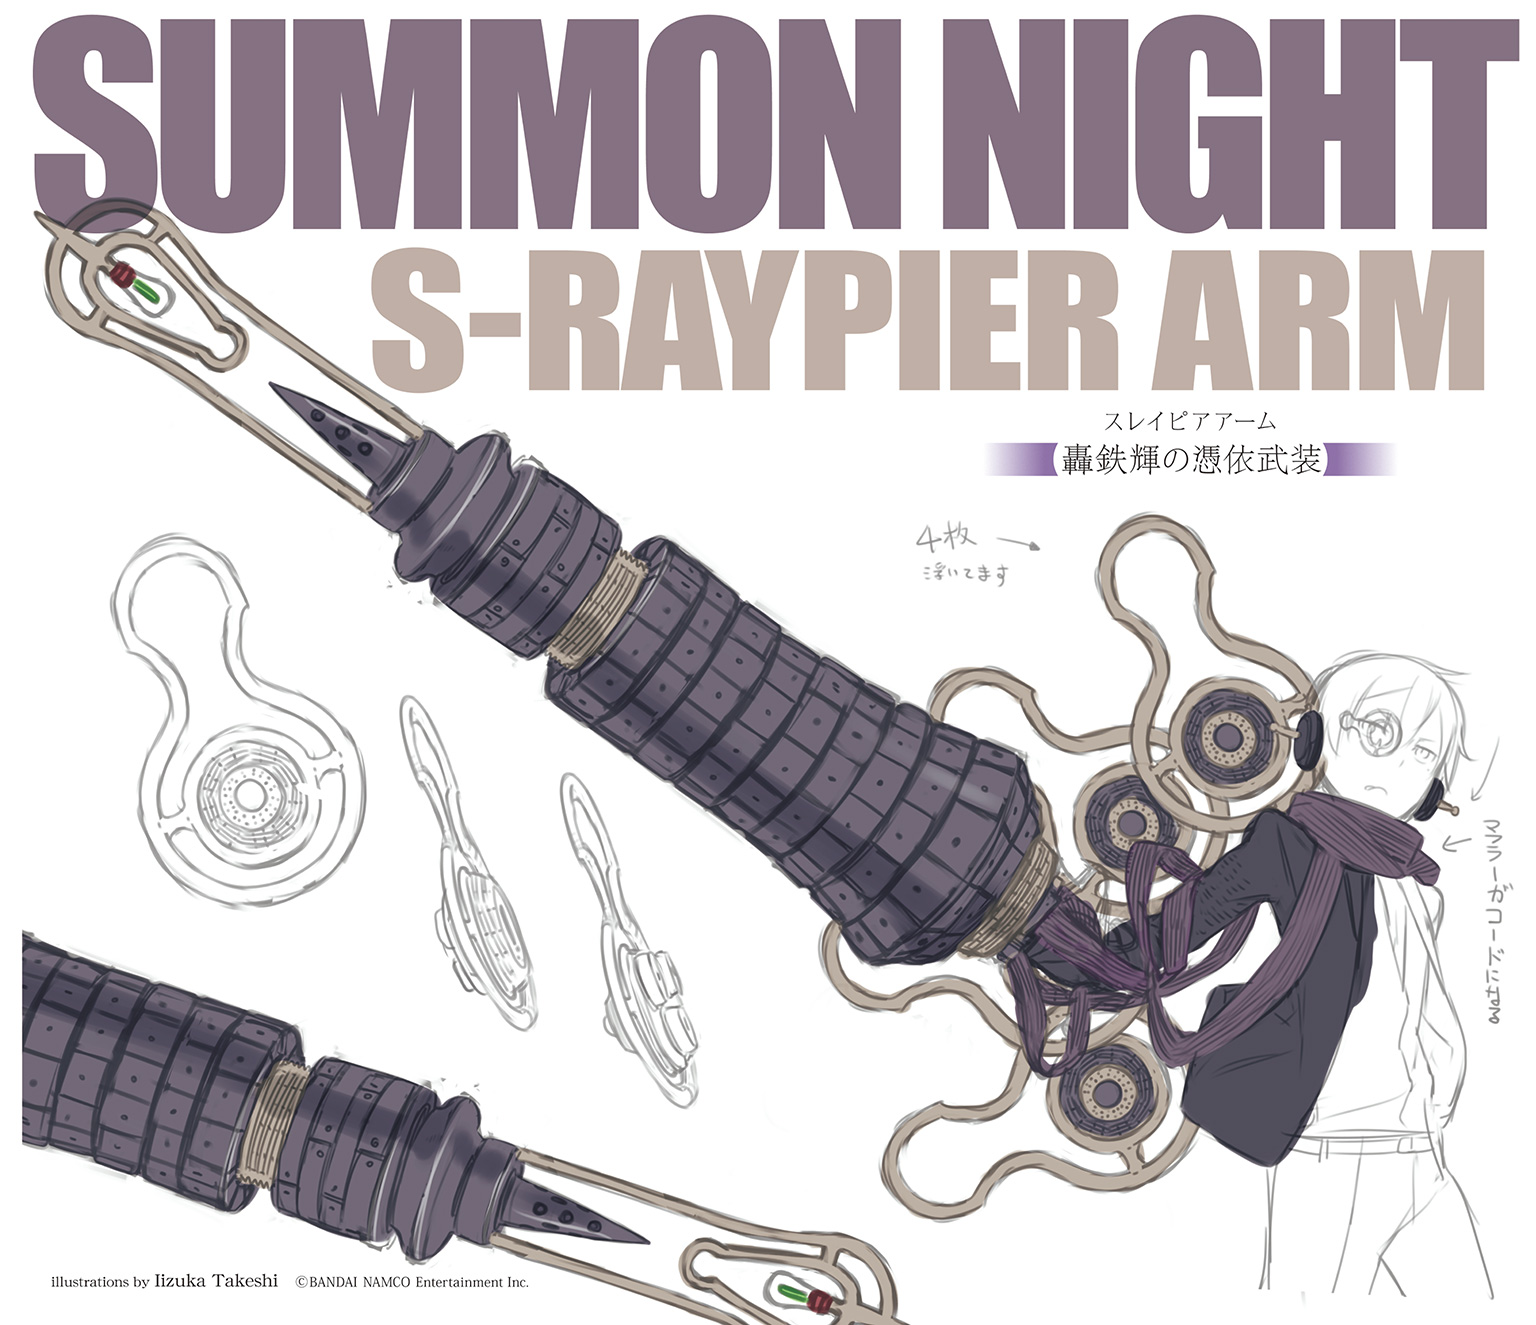 SUMMON NIGHT
S-RAYPIER ARM
スレイピアアーム
轟鉄輝の憑依武装
4枚
浮いてます
マフラーがコードになる
illustrations by Iizuka Takeshi ©BANDAI NAMCO Entertainment Inc.